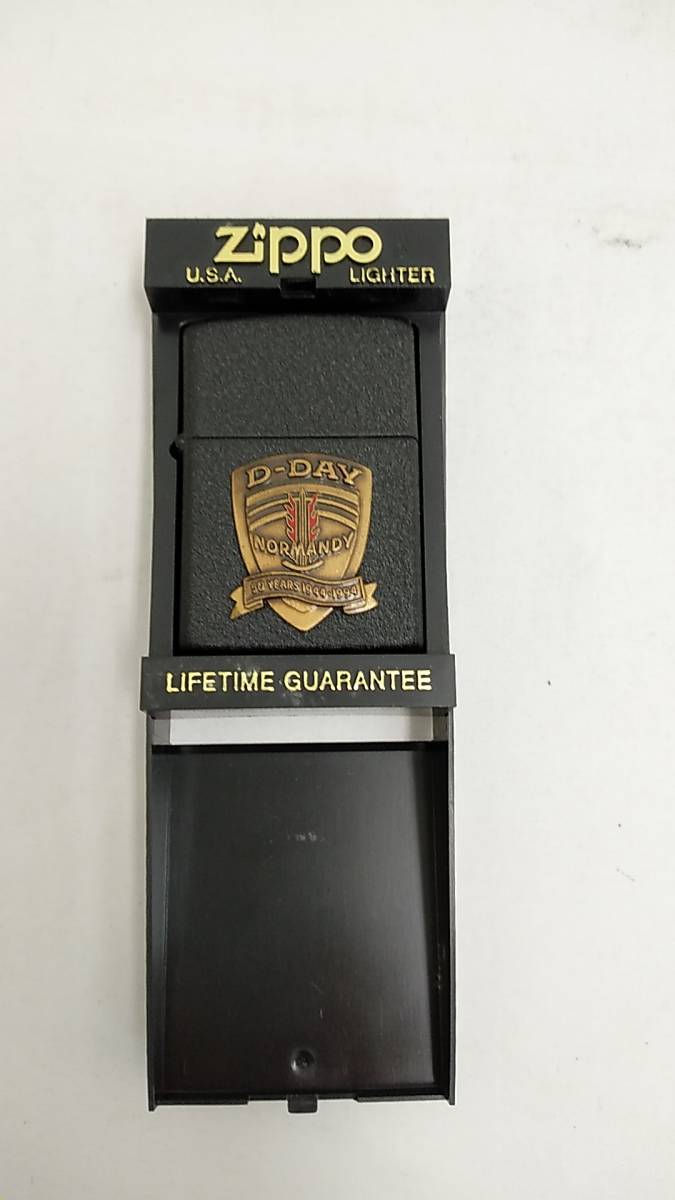 Zippo
U.S.A. LIGHTER
D-DAY
NORMANDY
50 YEARS 1944-1994
LIFETIME GUARANTEE